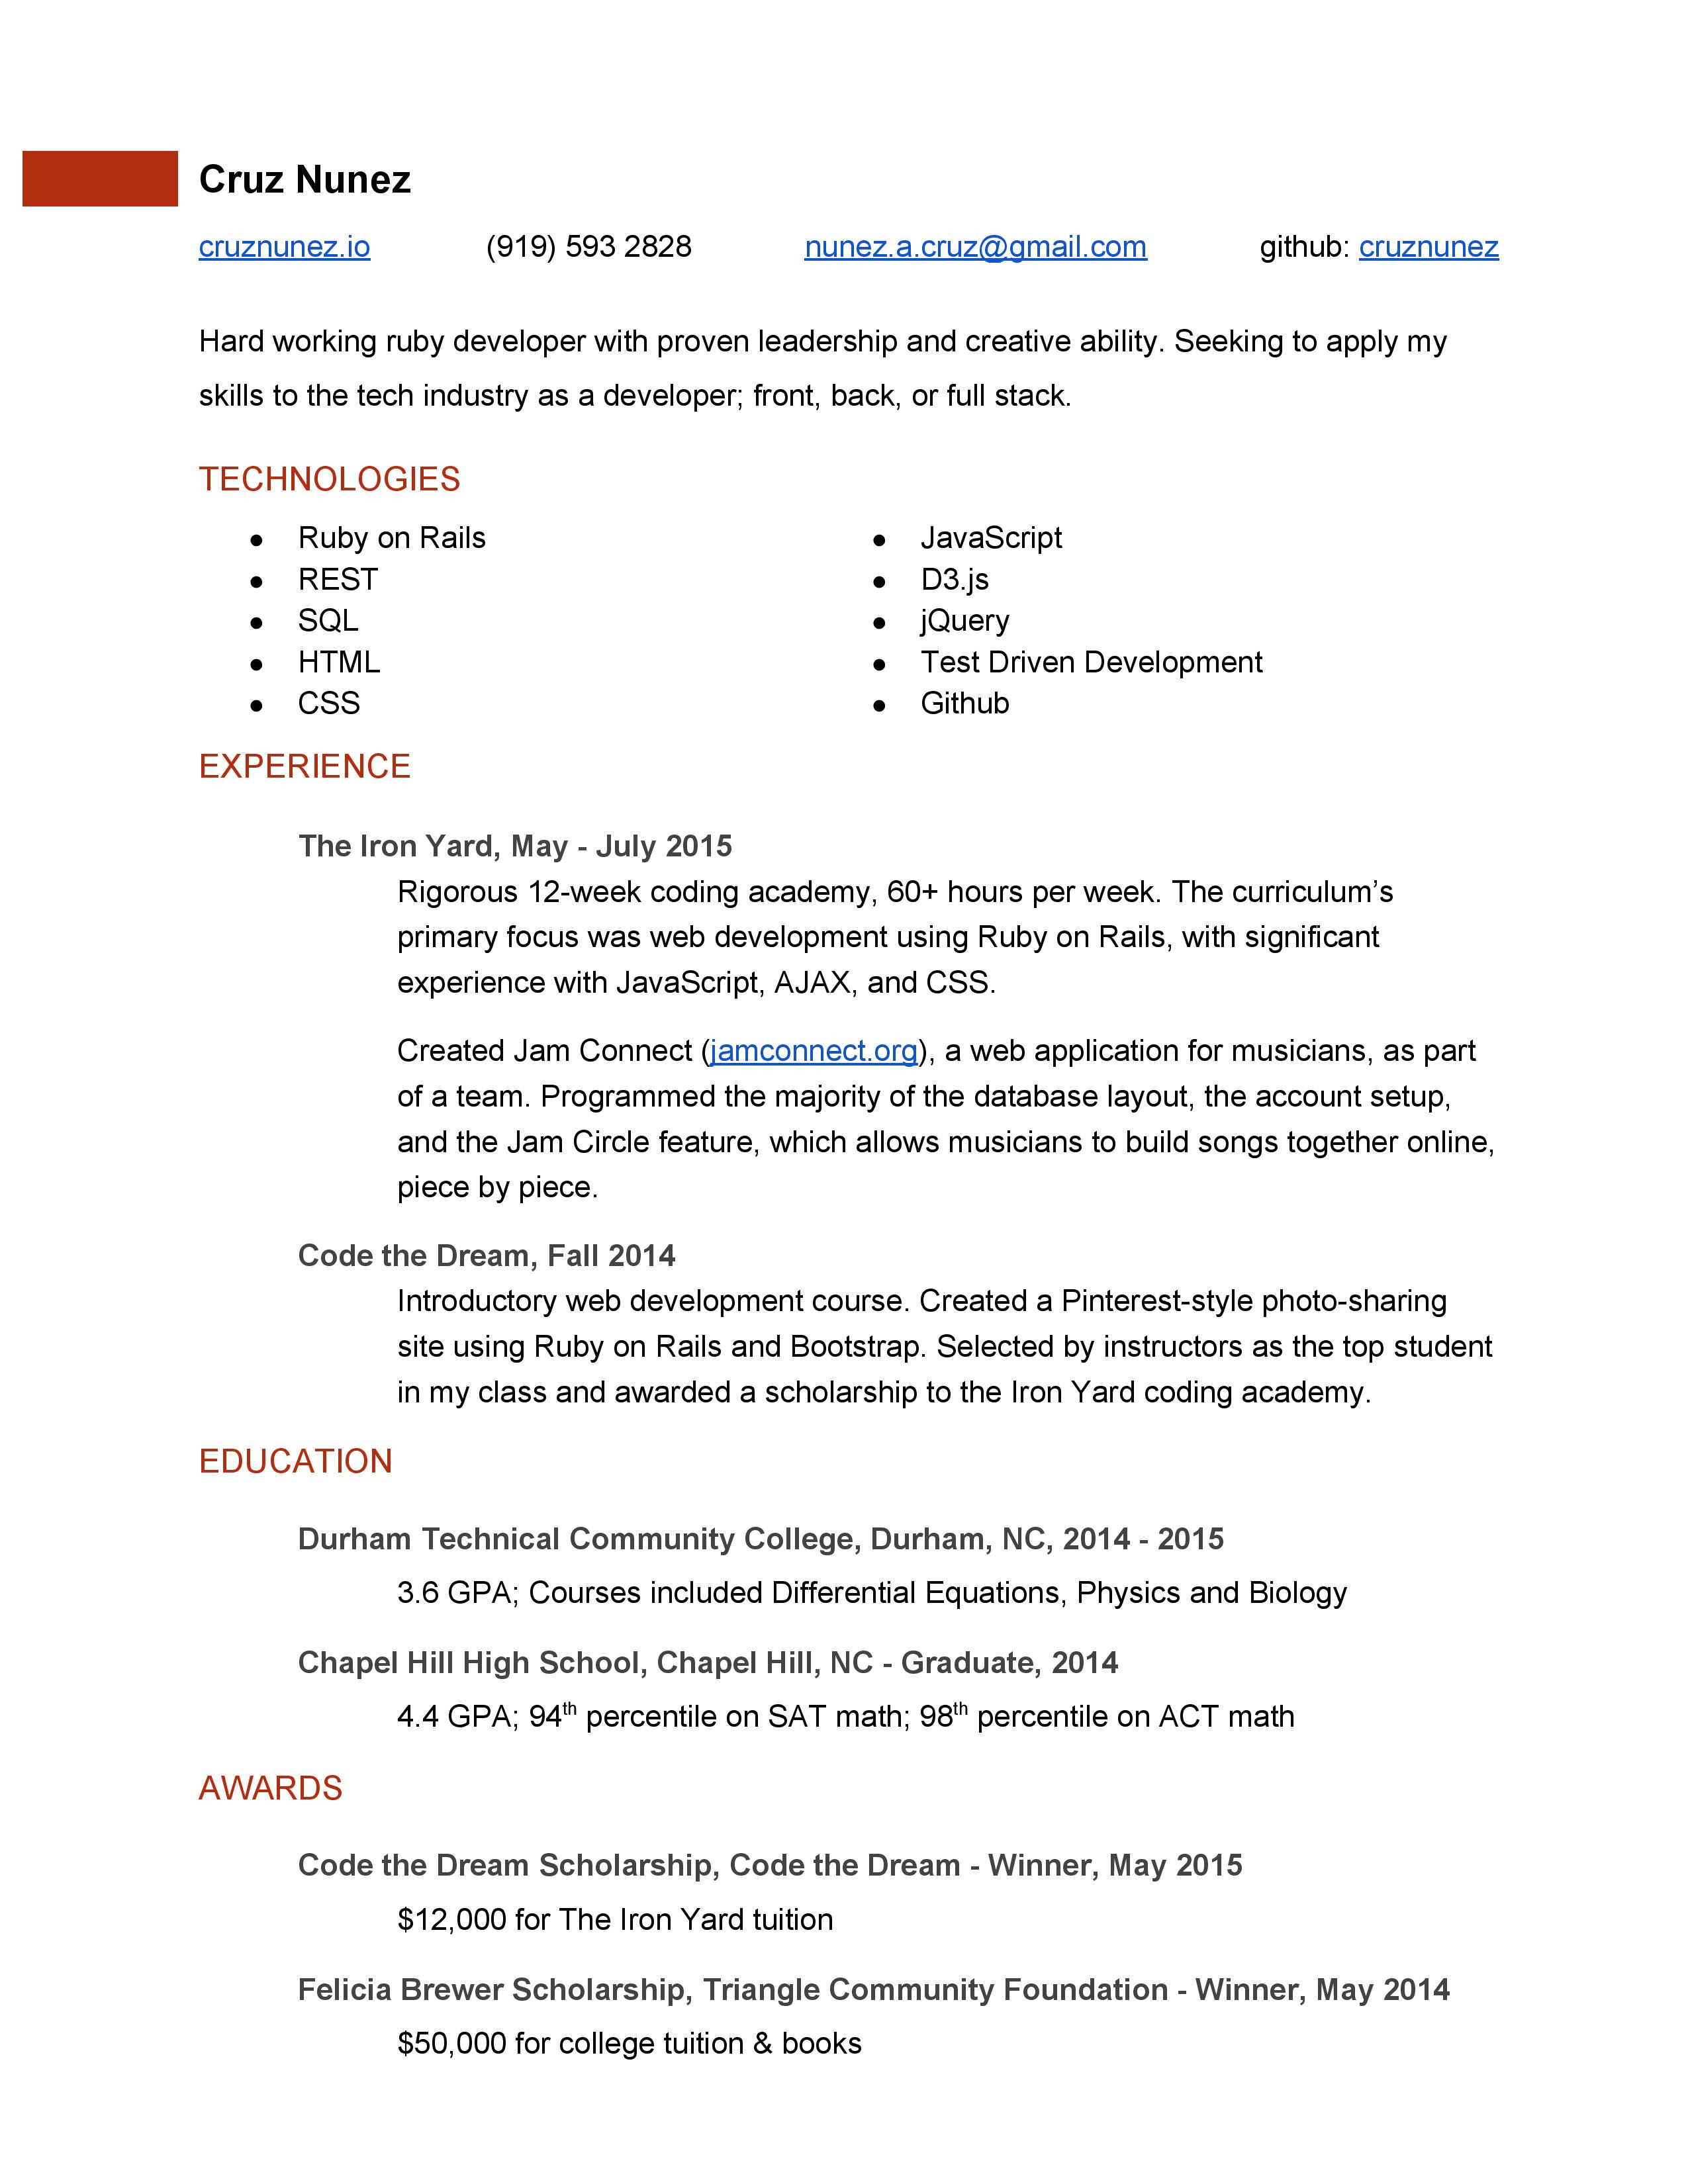 Cruz Nunez
cruznunez.io (919) 593 2828 nunez.a.cruz@gmail.com github: cruznunez
Hard working ruby developer with proven leadership and creative ability. Seeking to apply my
skills to the tech industry as a developer; front, back, or full stack.
TECHNOLOGIES
● Ruby on Rails
● REST
● SQL
● HTML
● CSS
● JavaScript
● D3.js
● jQuery
● Test Driven Development
● Github
EXPERIENCE
The Iron Yard, May - July 2015
Rigorous 12-week coding academy, 60+ hours per week. The curriculum’s
primary focus was web development using Ruby on Rails, with significant
experience with JavaScript, AJAX, and CSS.
Created Jam Connect (jamconnect.org), a web application for musicians, as part
of a team. Programmed the majority of the database layout, the account setup,
and the Jam Circle feature, which allows musicians to build songs together online,
piece by piece.
Code the Dream, Fall 2014
Introductory web development course. Created a Pinterest-style photo-sharing
site using Ruby on Rails and Bootstrap. Selected by instructors as the top student
in my class and awarded a scholarship to the Iron Yard coding academy.
EDUCATION
Durham Technical Community College, Durham, NC, 2014 - 2015
3.6 GPA; Courses included Differential Equations, Physics and Biology
Chapel Hill High School, Chapel Hill, NC - Graduate, 2014
4.4 GPA; 94th percentile on SAT math; 98th percentile on ACT math
AWARDS
Code the Dream Scholarship, Code the Dream - Winner, May 2015
$12,000 for The Iron Yard tuition
Felicia Brewer Scholarship, Triangle Community Foundation - Winner, May 2014
$50,000 for college tuition & books